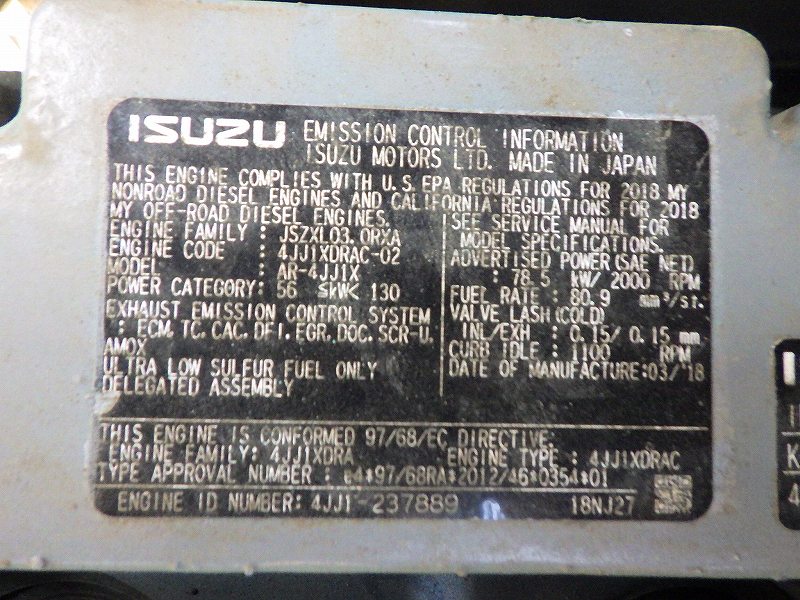 ISUZU EMISSION CONTROL INFORMATION
ISUZU MOTORS LTD. MADE IN JAPAN
THIS ENGINE COMPLIES WITH U.S.EPA REGULATIONS FOR 2018 MY
NONROAD DIESEL ENGINES AND CALIFORNIA REGULATIONS FOR 2018
MY OFF-ROAD DIESEL ENGINES.
ENGINE FAMILY : JSZXL03.0RXA
ENGINE CODE : 4JJ1XDRAC-02
MODEL : AR-4JJ1X
POWER CATEGORY: 56 ≤kW< 130
EXHAUST EMISSION CONTROL SYSTEM
: ECM.TC.CAC.DFI.EGR.DOC.SCR-U.
AMOX
ULTRA LOW SULFUR FUEL ONLY
DELEGATED ASSEMBLY
SEE SERVICE MANUAL FOR
MODEL SPECIFICATIONS.
ADVERTISED POWER(SAE NET)
: 78.5 kW/ 2000 RPM
FUEL RATE : 80.9 mm³/st.
VALVE LASH(COLD)
INL/EXH : 0.15/ 0.15 mm
CURB IDLE : 1100 RPM
DATE OF MANUFACTURE:03/'18
THIS ENGINE IS CONFORMED 97/68/EC DIRECTIVE.
ENGINE FAMILY: 4JJ1XDRA ENGINE TYPE : 4JJ1XDRAC
TYPE APPROVAL NUMBER : e4*97/68RA*2012/46*0354*01
ENGINE ID NUMBER: 4JJ1-237889 18NJ27
K
4